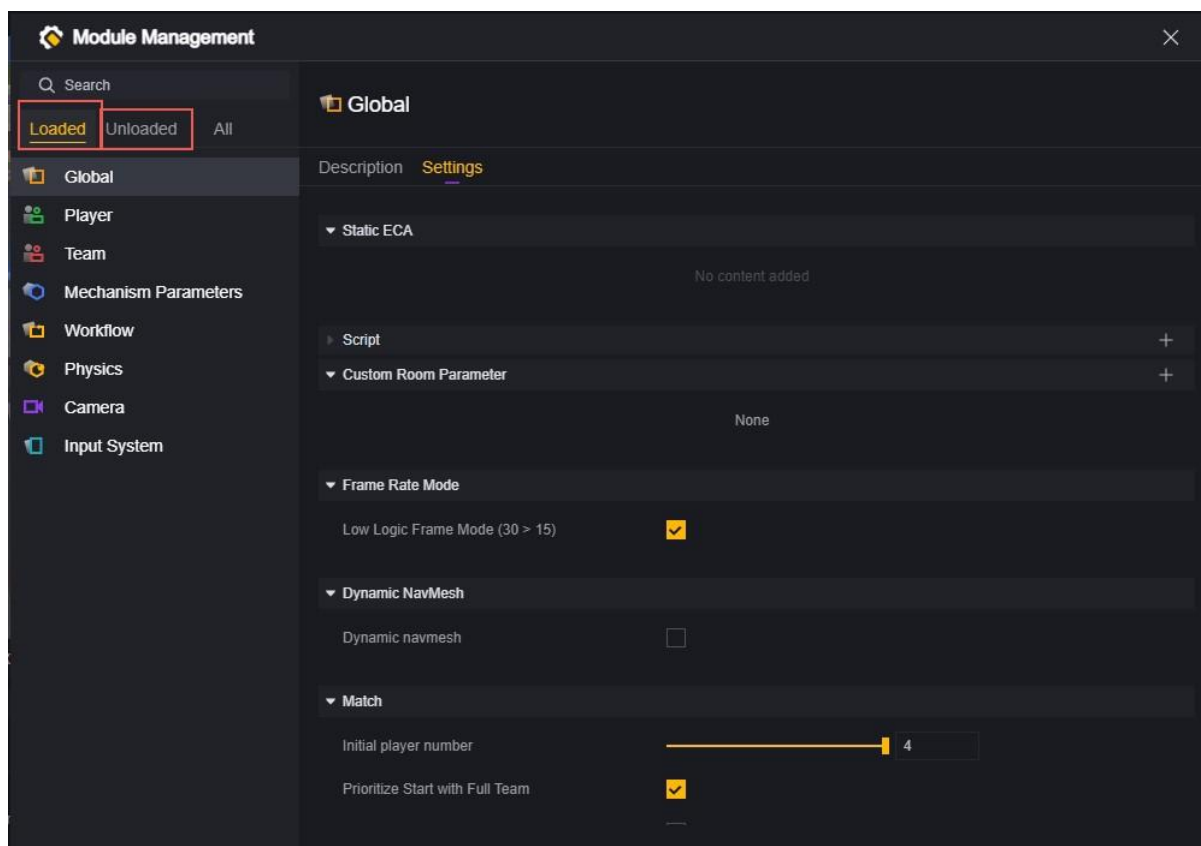 Module Management
Search
Loaded Unloaded All
Global
Player
Team
Mechanism Parameters
Workflow
Physics
Camera
Input System
Global
Description Settings
Static ECA
No content added
Script
Custom Room Parameter
None
Frame Rate Mode
Low Logic Frame Mode (30 > 15)
Dynamic NavMesh
Dynamic navmesh
Match
Initial player number 4
Prioritize Start with Full Team